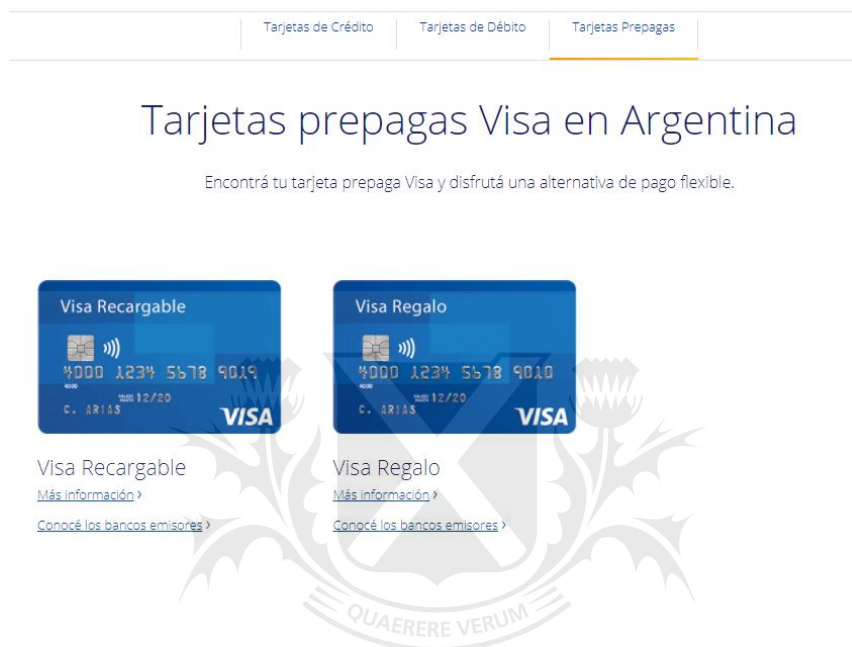 Tarjetas de Crédito
Tarjetas de Débito
Tarjetas Prepagas
Tarjetas prepagas Visa en Argentina
Encontrá tu tarjeta prepaga Visa y disfrutá una alternativa de pago flexible.
Visa Recargable
4000 1234 5678 9019
4000
12/20
C. ARIAS
VISA
Visa Regalo
4000 1234 5678 9010
4000
12/20
C. ARIAS
VISA
Visa Recargable
Más información ›
Conocé los bancos emisores ›
Visa Regalo
Más información ›
Conocé los bancos emisores ›
QUAERERE VERUM